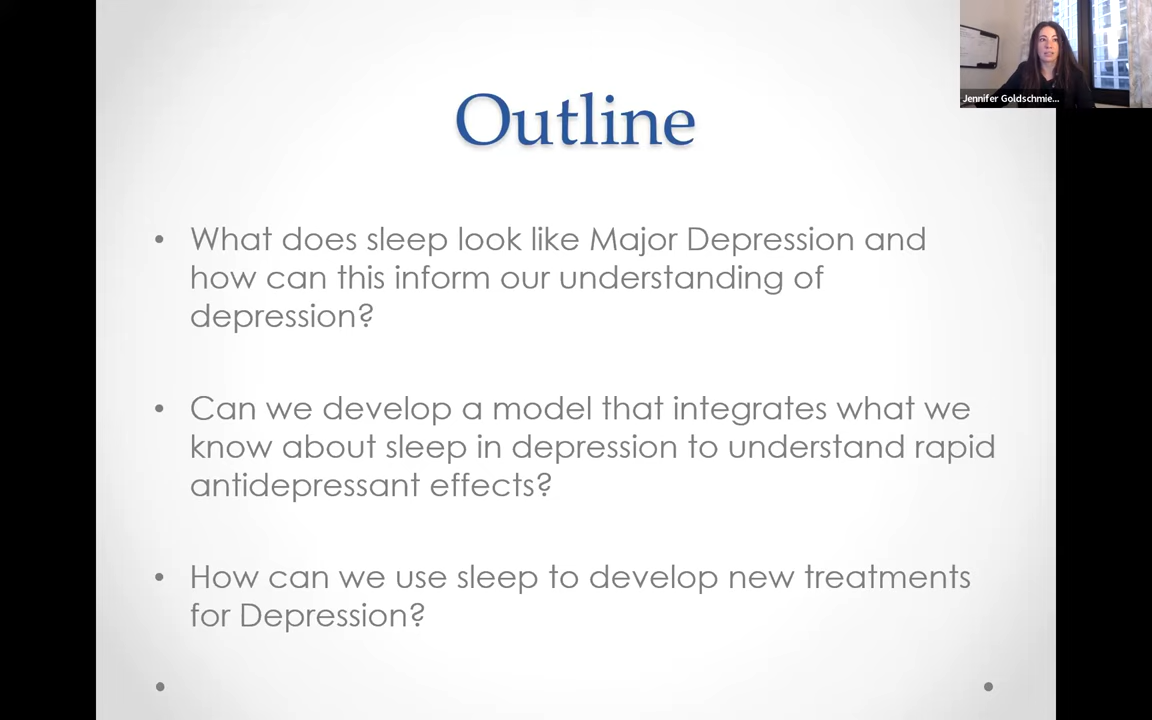 Outline
Jennifer Goldschmie...
• What does sleep look like Major Depression and
how can this inform our understanding of
depression?
• Can we develop a model that integrates what we
know about sleep in depression to understand rapid
antidepressant effects?
• How can we use sleep to develop new treatments
for Depression?